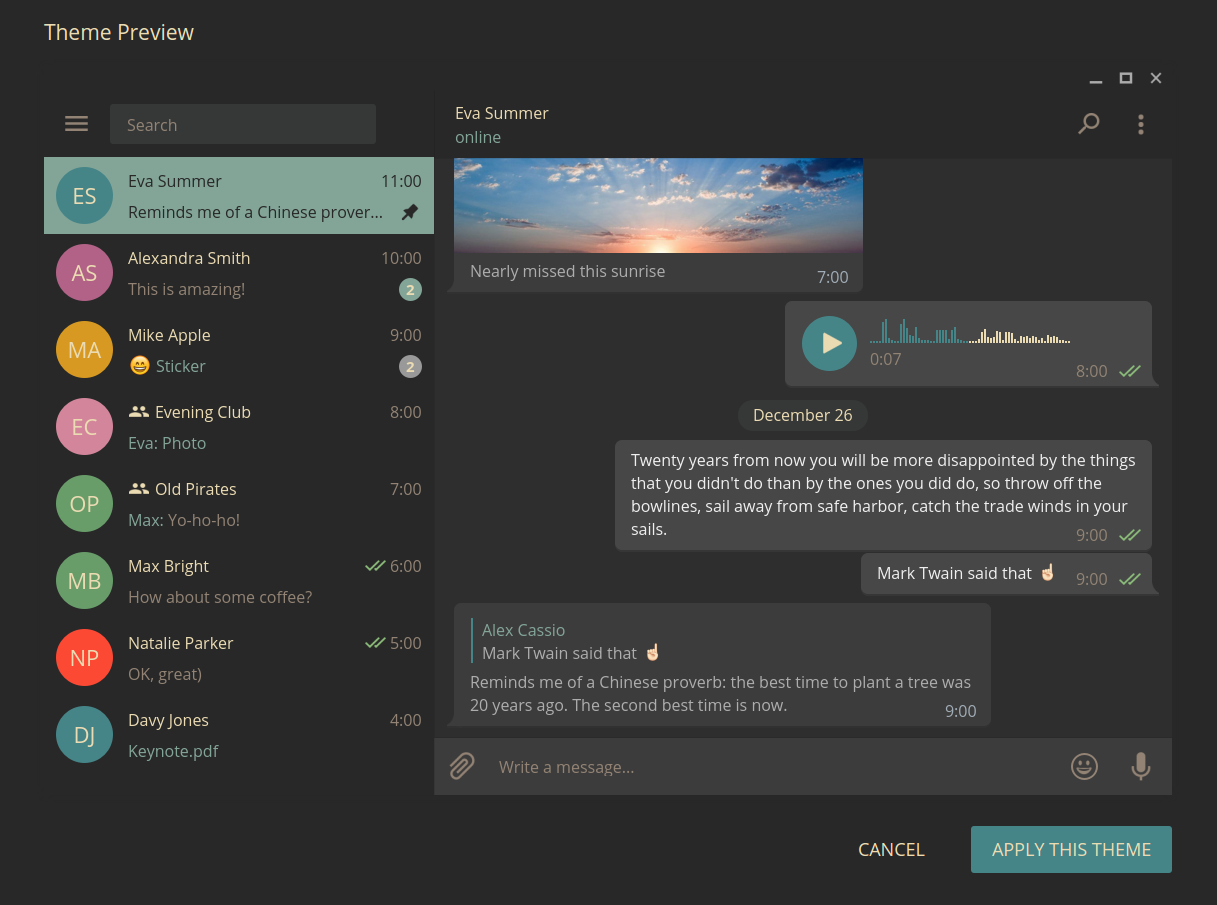 Theme Preview
Search
ES
Eva Summer 11:00
Reminds me of a Chinese prover...
AS
Alexandra Smith 10:00
This is amazing! 2
MA
Mike Apple 9:00
😄 Sticker 2
EC
Evening Club 8:00
Eva: Photo
OP
Old Pirates 7:00
Max: Yo-ho-ho!
MB
Max Bright 6:00
How about some coffee?
NP
Natalie Parker 5:00
OK, great)
DJ
Davy Jones 4:00
Keynote.pdf
Eva Summer
online
Nearly missed this sunrise 7:00
0:07 8:00
December 26
Twenty years from now you will be more disappointed by the things
that you didn't do than by the ones you did do, so throw off the
bowlines, sail away from safe harbor, catch the trade winds in your
sails. 9:00
Mark Twain said that ☝🏻 9:00
Alex Cassio
Mark Twain said that ☝🏻
Reminds me of a Chinese proverb: the best time to plant a tree was
20 years ago. The second best time is now. 9:00
Write a message...
CANCEL APPLY THIS THEME